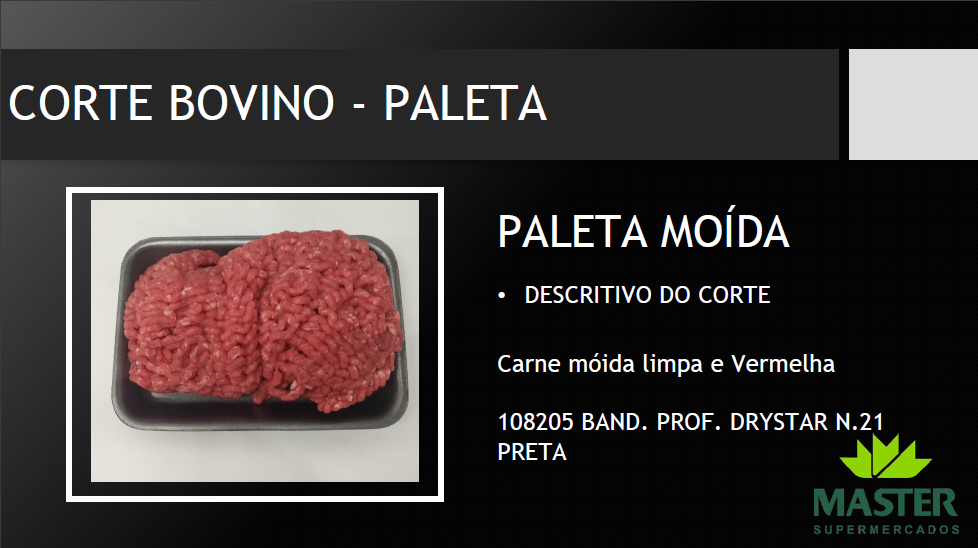 CORTE BOVINO - PALETA
PALETA MOÍDA
• DESCRITIVO DO CORTE
Carne móida limpa e Vermelha
108205 BAND. PROF. DRYSTAR N.21
PRETA
MASTER
SUPERMERCADOS